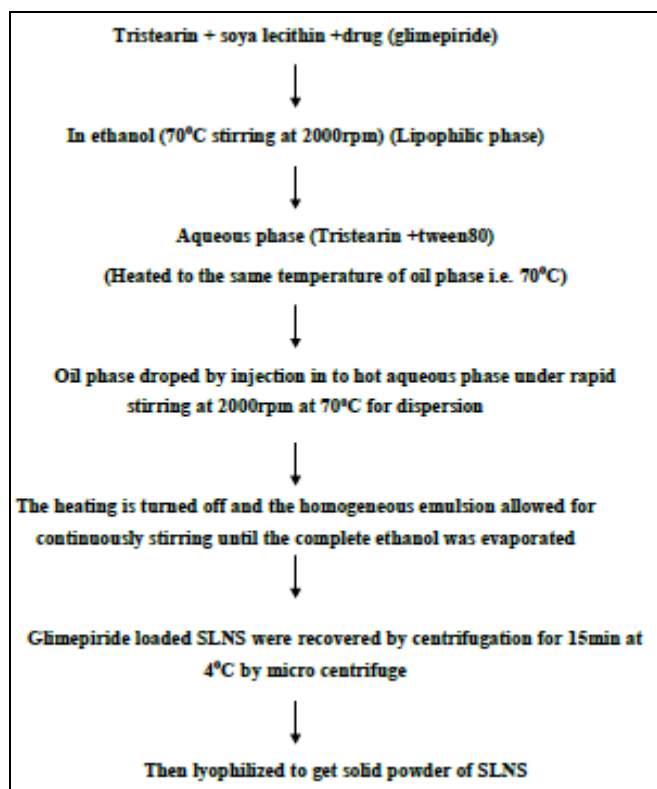 Tristearin + soya lecithin +drug (glimepiride)
In ethanol (70⁰C stirring at 2000rpm) (Lipophilic phase)
Aqueous phase (Tristearin +tween80)
(Heated to the same temperature of oil phase i.e. 70⁰C)
Oil phase droped by injection in to hot aqueous phase under rapid
stirring at 2000rpm at 70⁰C for dispersion
The heating is turned off and the homogeneous emulsion allowed for
continuously stirring until the complete ethanol was evaporated
Glimepiride loaded SLNS were recovered by centrifugation for 15min at
4⁰C by micro centrifuge
Then lyophilized to get solid powder of SLNS